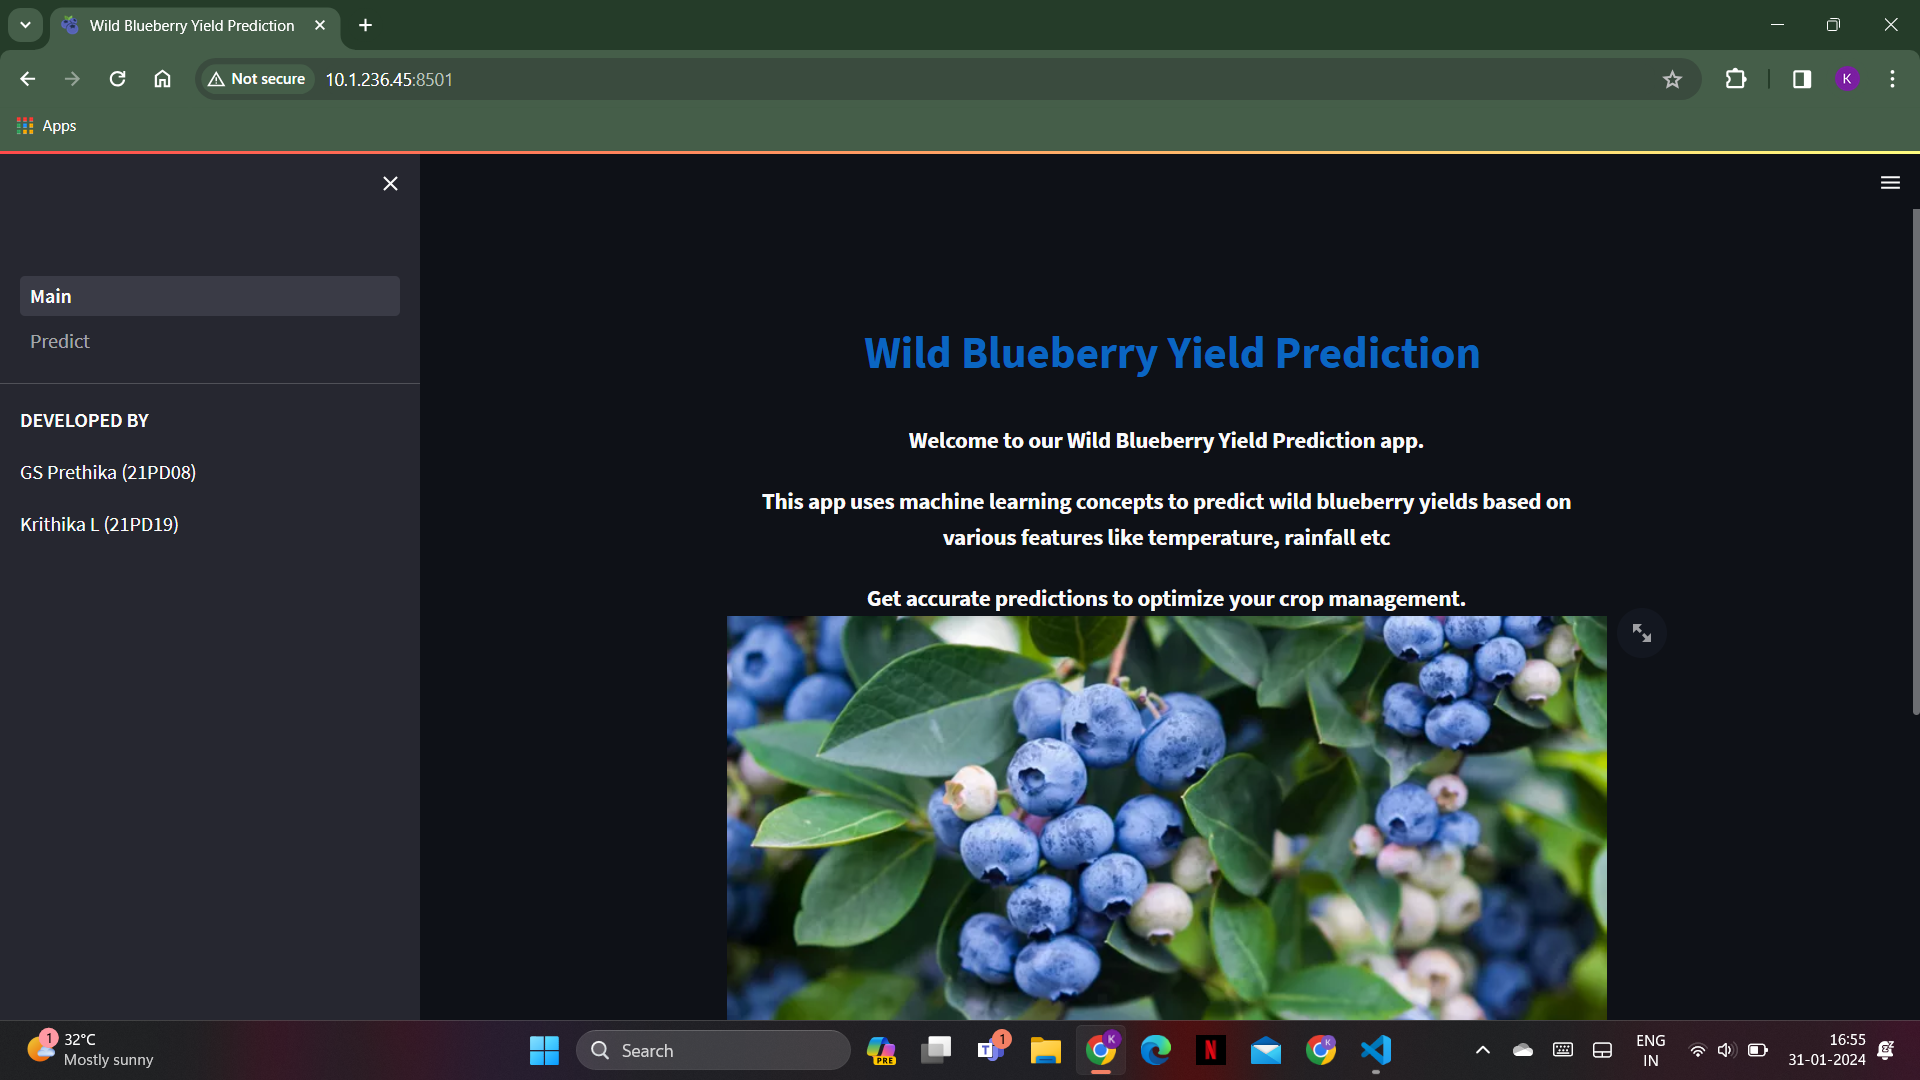 Wild Blueberry Yield Prediction
Not secure
10.1.236.45:8501
K
Apps
Main
Predict
DEVELOPED BY
GS Prethika (21PD08)
Krithika L (21PD19)
Wild Blueberry Yield Prediction
Welcome to our Wild Blueberry Yield Prediction app.
This app uses machine learning concepts to predict wild blueberry yields based on
various features like temperature, rainfall etc
Get accurate predictions to optimize your crop management.
1
32°C
Mostly sunny
Search
PRE
T
1
K
N
K
ENG
IN
16:55
31-01-2024